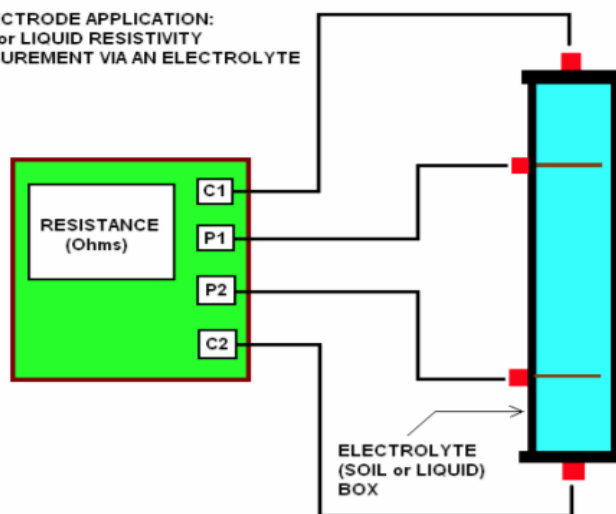 CTRODE APPLICATION:
or LIQUID RESISTIVITY
UREMENT VIA AN ELECTROLYTE
C1
RESISTANCE
(Ohms)
P1
P2
C2
ELECTROLYTE
(SOIL or LIQUID)
BOX